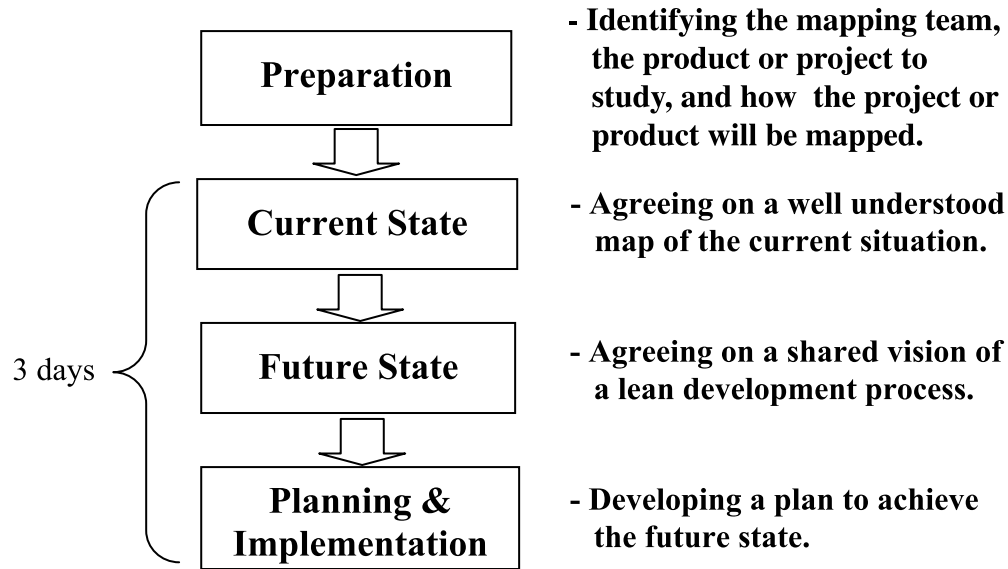 Preparation
- Identifying the mapping team,
the product or project to
study, and how the project or
product will be mapped.
Current State
- Agreeing on a well understood
map of the current situation.
3 days
Future State
- Agreeing on a shared vision of
a lean development process.
Planning &
Implementation
- Developing a plan to achieve
the future state.